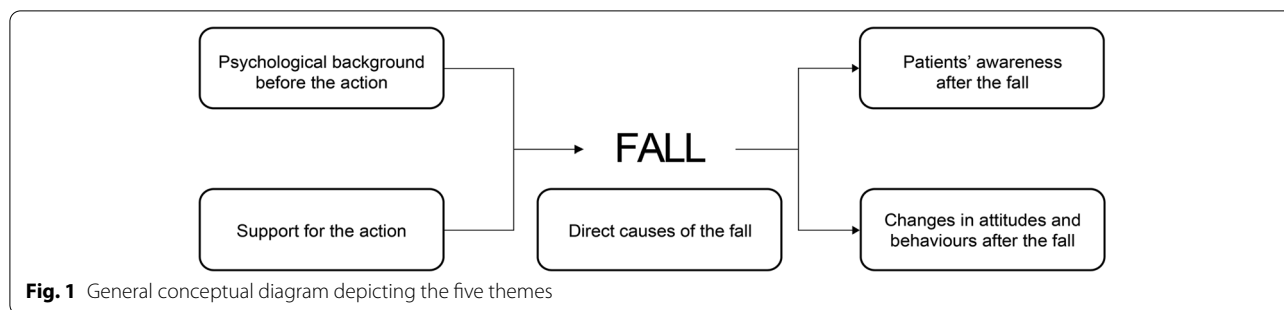 Psychological background
before the action
Support for the action
FALL
Direct causes of the fall
Patients' awareness
after the fall
Changes in attitudes and
behaviours after the fall
Fig. 1 General conceptual diagram depicting the five themes